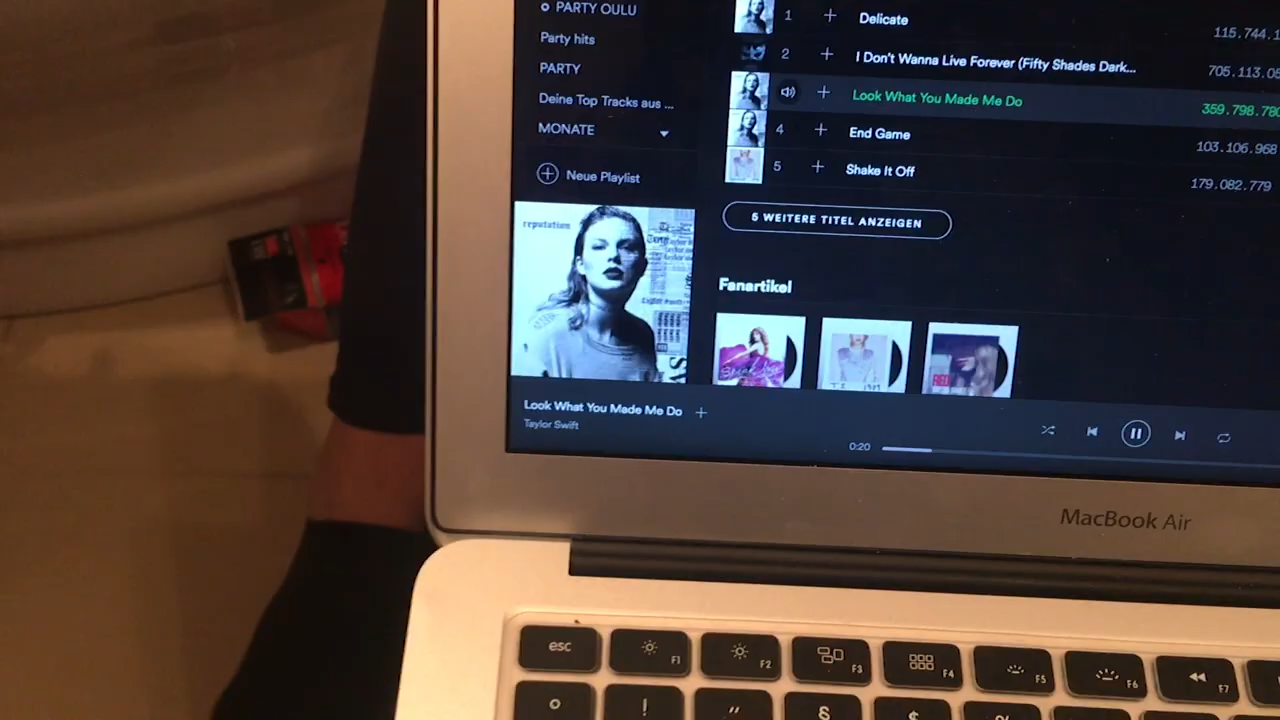 PARTY OULU
Party hits
PARTY
Deine Top Tracks aus ...
MONATE
Neue Playlist
1 + Delicate 115.744.1
2 + I Don't Wanna Live Forever (Fifty Shades Dark... 705.113.05
+ Look What You Made Me Do 359.798.780
4 + End Game 103.106.968
5 + Shake It Off 179.082.779
5 WEITERE TITEL ANZEIGEN
Fanartikel
reputation
RED
Look What You Made Me Do +
Taylor Swift
0:20
MacBook Air
esc F1 F2 F3 F4 F5 F6 F7
° ! " §